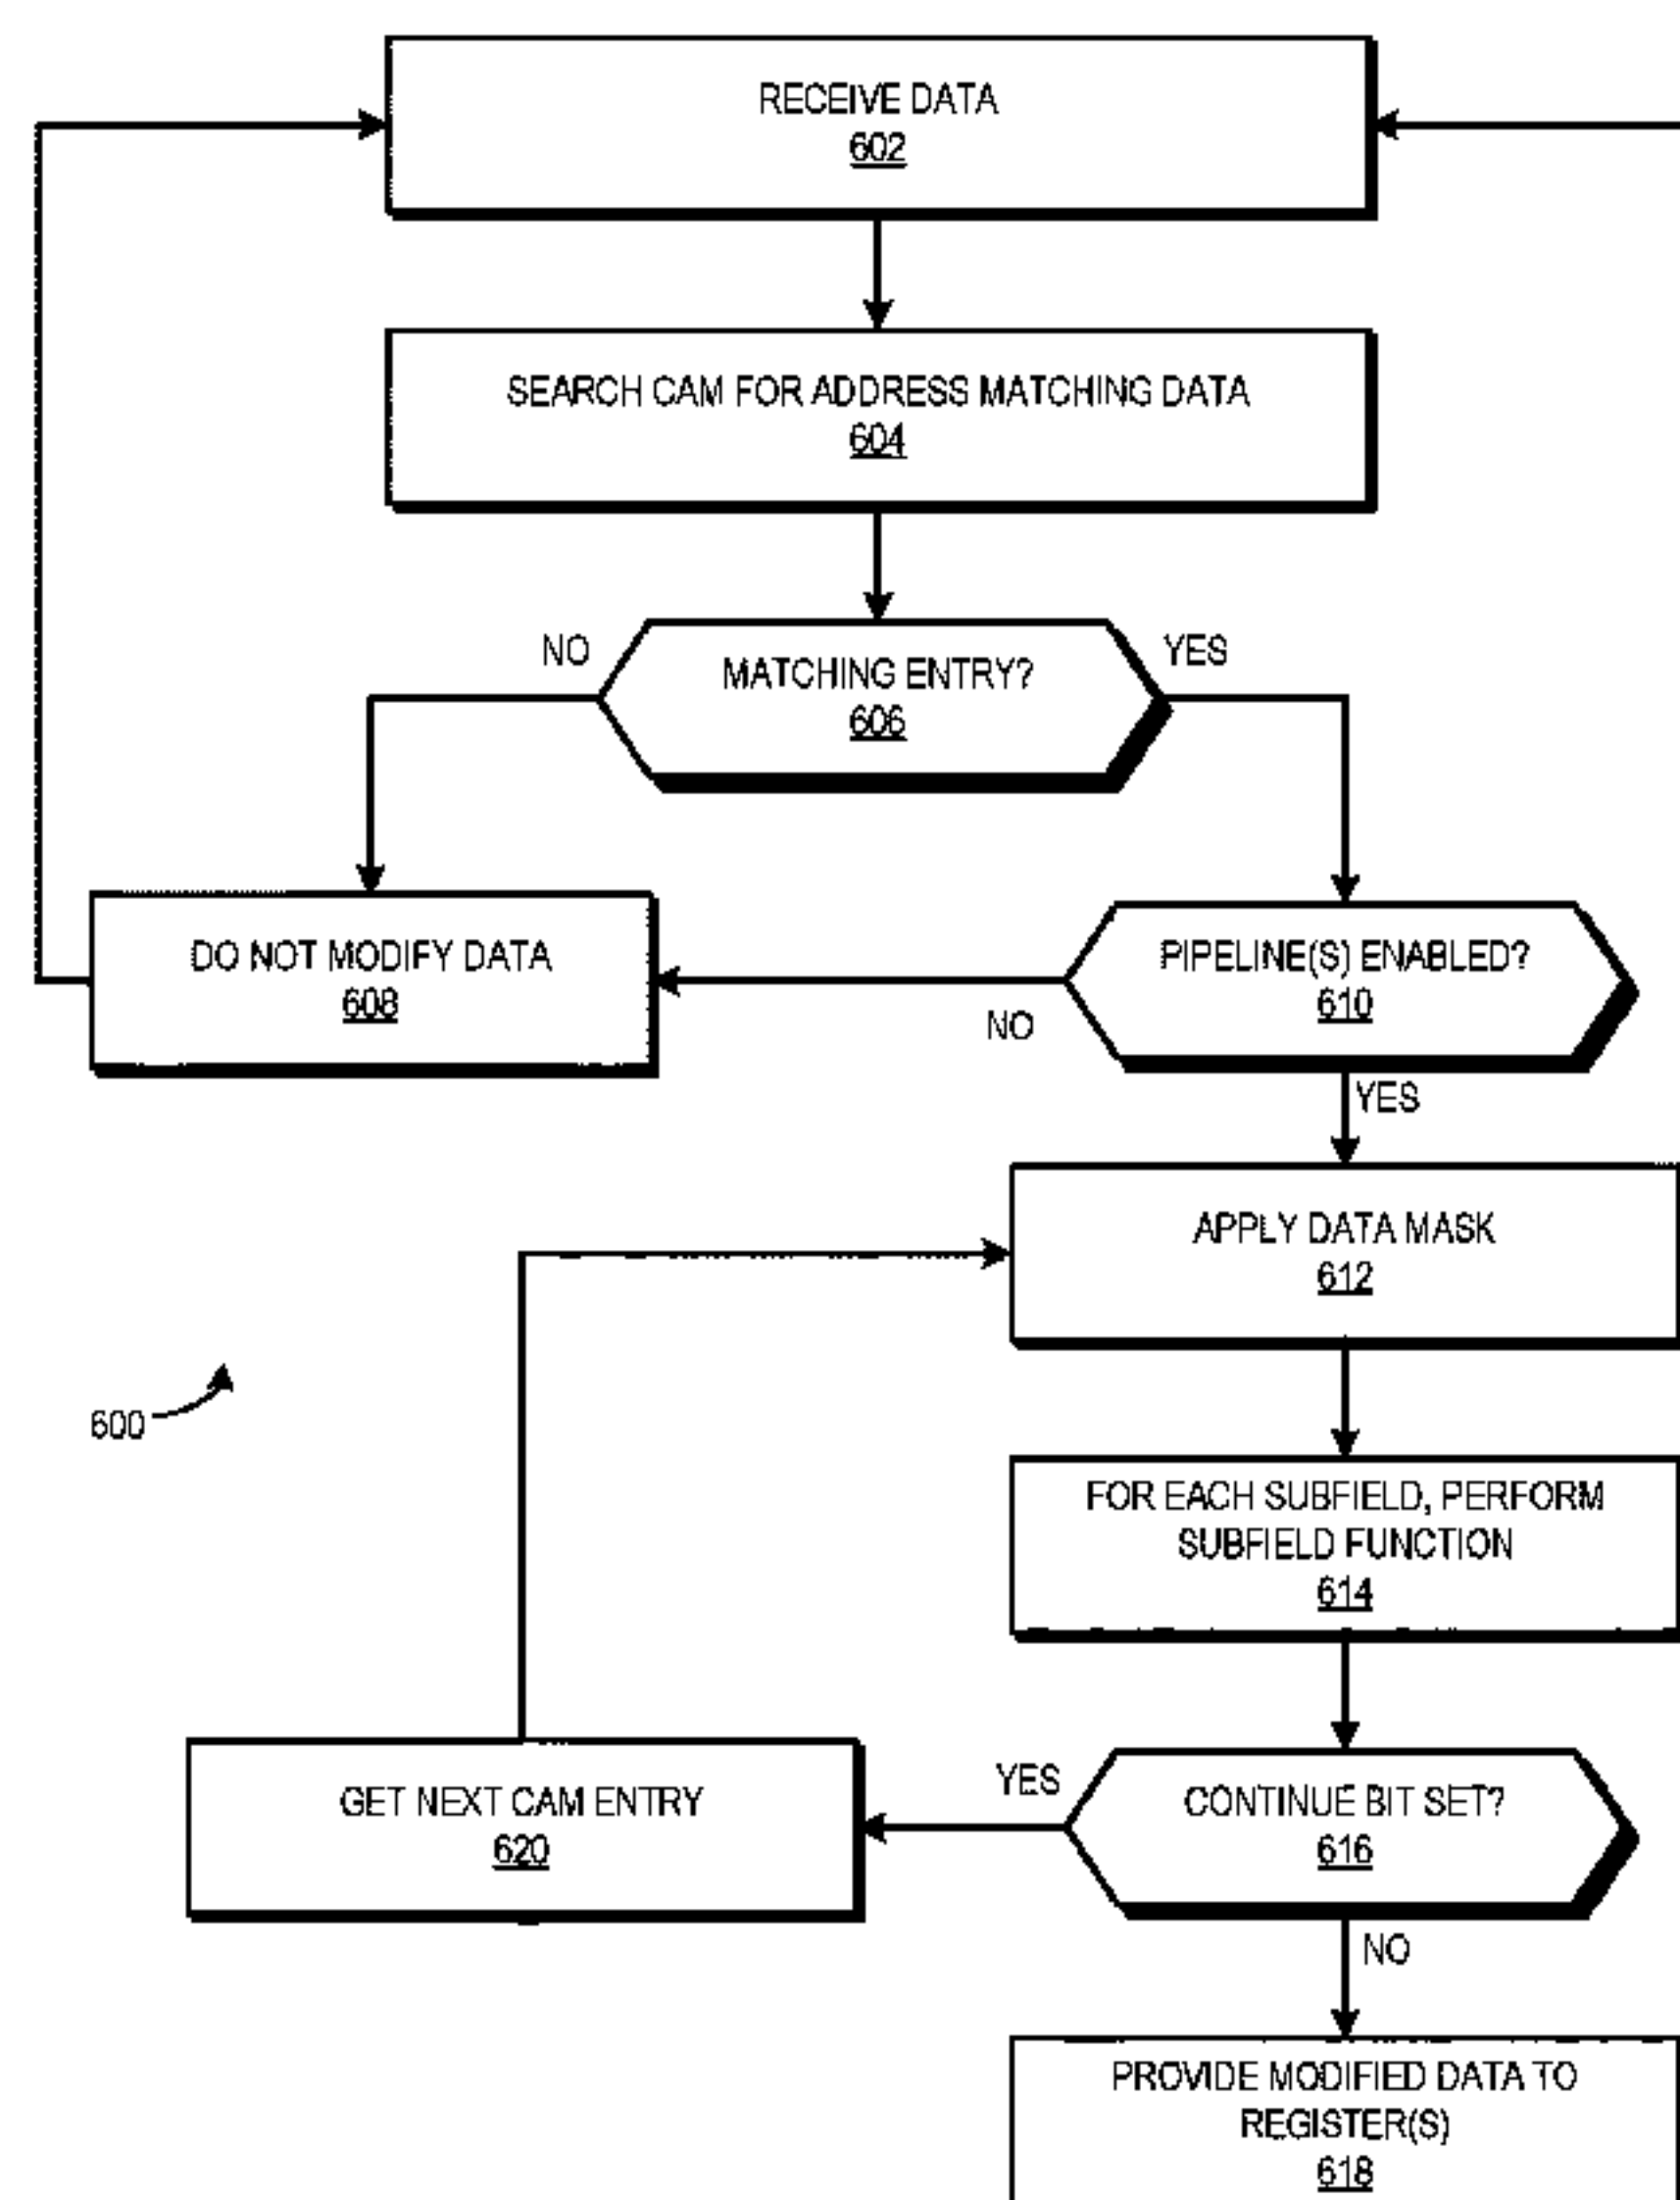 RECEIVE DATA
602
SEARCH CAM FOR ADDRESS MATCHING DATA
604
NO
YES
MATCHING ENTRY?
606
DO NOT MODIFY DATA
608
PIPELINE(S) ENABLED?
610
NO
YES
APPLY DATA MASK
612
600
FOR EACH SUBFIELD, PERFORM
SUBFIELD FUNCTION
614
YES
GET NEXT CAM ENTRY
620
CONTINUE BIT SET?
616
NO
PROVIDE MODIFIED DATA TO
REGISTER(S)
618